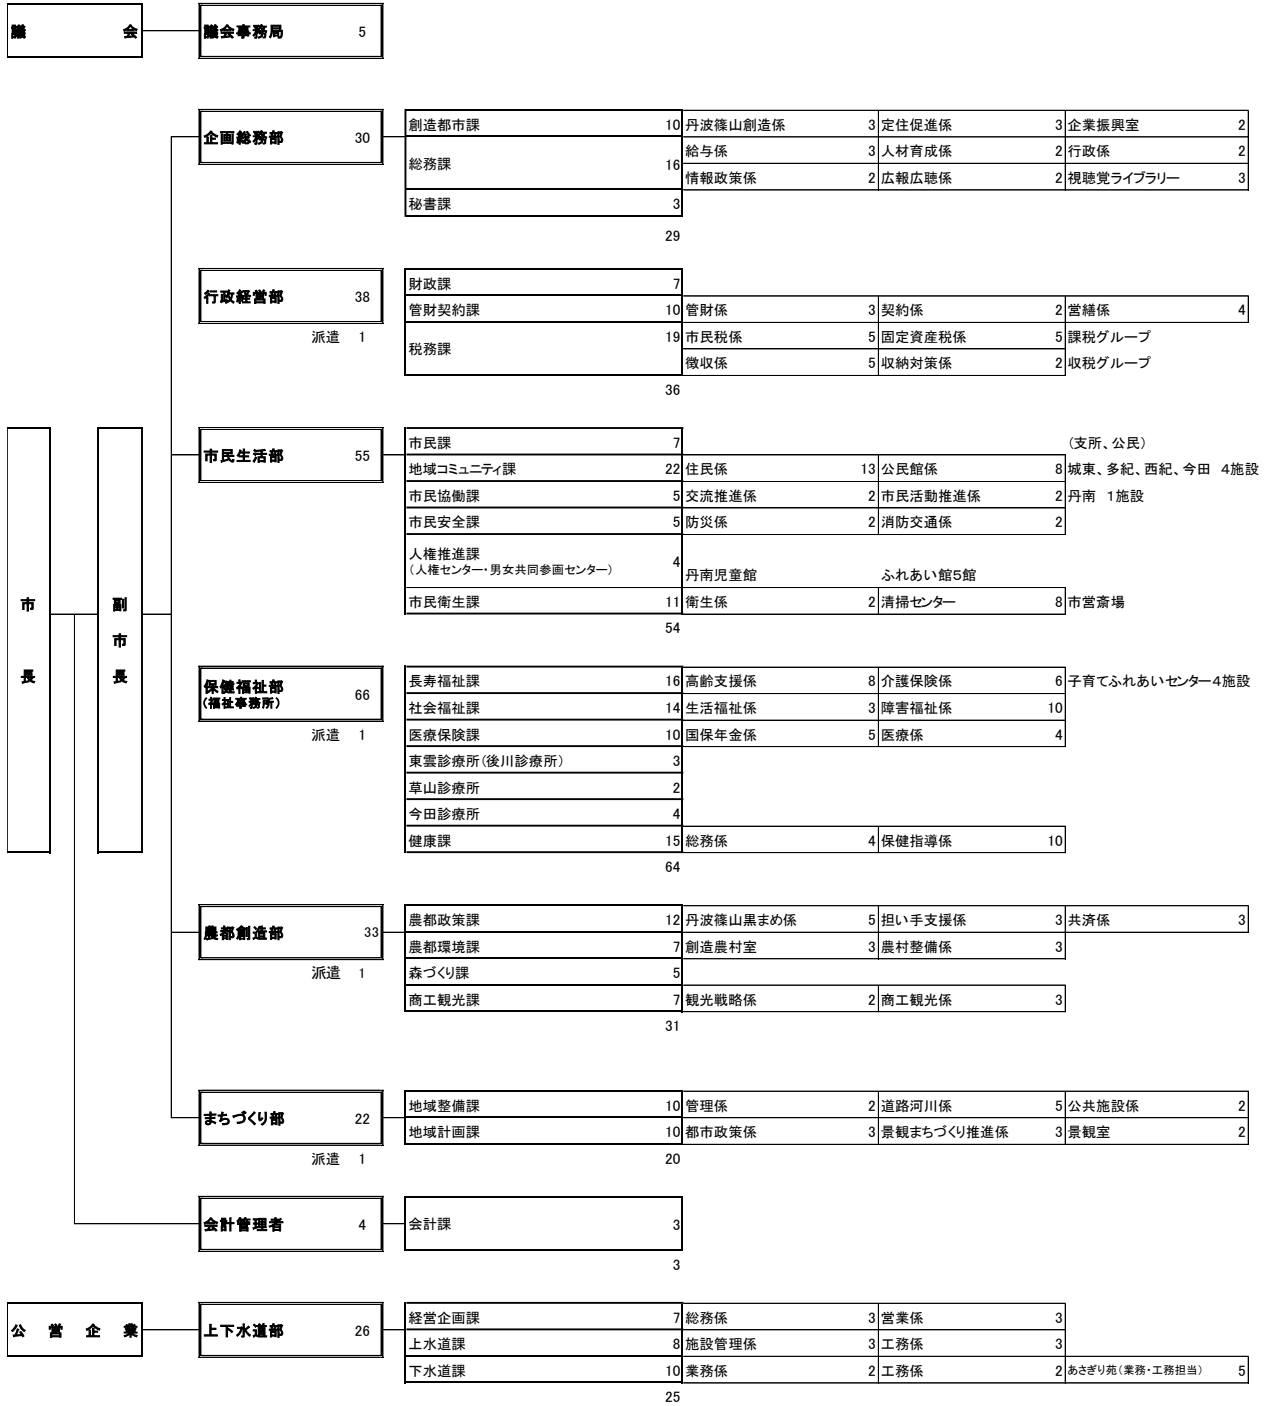 議会 議会事務局 5
企画総務部 30
創造都市課 10 丹波篠山創造係 3 定住促進係 3 企業振興室 2
総務課 16 給与係 3 人材育成係 2 行政係 2
情報政策係 2 広報広聴係 2 視聴覚ライブラリー 3
秘書課 3
29
行政経営部 38
派遣 1
財政課 7
管財契約課 10 管財係 3 契約係 2 営繕係 4
税務課 19 市民税係 5 固定資産税係 5 課税グループ
徴収係 5 収納対策係 2 収税グループ
36
市長
副市長
市民生活部 55
市民課 7 (支所、公民)
地域コミュニティ課 22 住民係 13 公民館係 8 城東、多紀、西紀、今田 4施設
市民協働課 5 交流推進係 2 市民活動推進係 2 丹南 1施設
市民安全課 5 防災係 2 消防交通係 2
人権推進課 4
(人権センター・男女共同参画センター)
丹南児童館 ふれあい館5館
市民衛生課 11 衛生係 2 清掃センター 8 市営斎場
54
保健福祉部 66
(福祉事務所)
派遣 1
長寿福祉課 16 高齢支援係 8 介護保険係 6 子育てふれあいセンター4施設
社会福祉課 14 生活福祉係 3 障害福祉係 10
医療保険課 10 国保年金係 5 医療係 4
東雲診療所(後川診療所) 3
草山診療所 2
今田診療所 4
健康課 15 総務係 4 保健指導係 10
64
農都創造部 33
派遣 1
農都政策課 12 丹波篠山黒まめ係 5 担い手支援係 3 共済係 3
農都環境課 7 創造農村室 3 農村整備係 3
森づくり課 5
商工観光課 7 観光戦略係 2 商工観光係 3
31
まちづくり部 22
派遣 1
地域整備課 10 管理係 2 道路河川係 5 公共施設係 2
地域計画課 10 都市政策係 3 景観まちづくり推進係 3 景観室 2
20
会計管理者 4 会計課 3
3
公営企業 上下水道部 26
経営企画課 7 総務係 3 営業係 3
上水道課 8 施設管理係 3 工務係 3
下水道課 10 業務係 2 工務係 2 あさぎり苑(業務・工務担当) 5
25